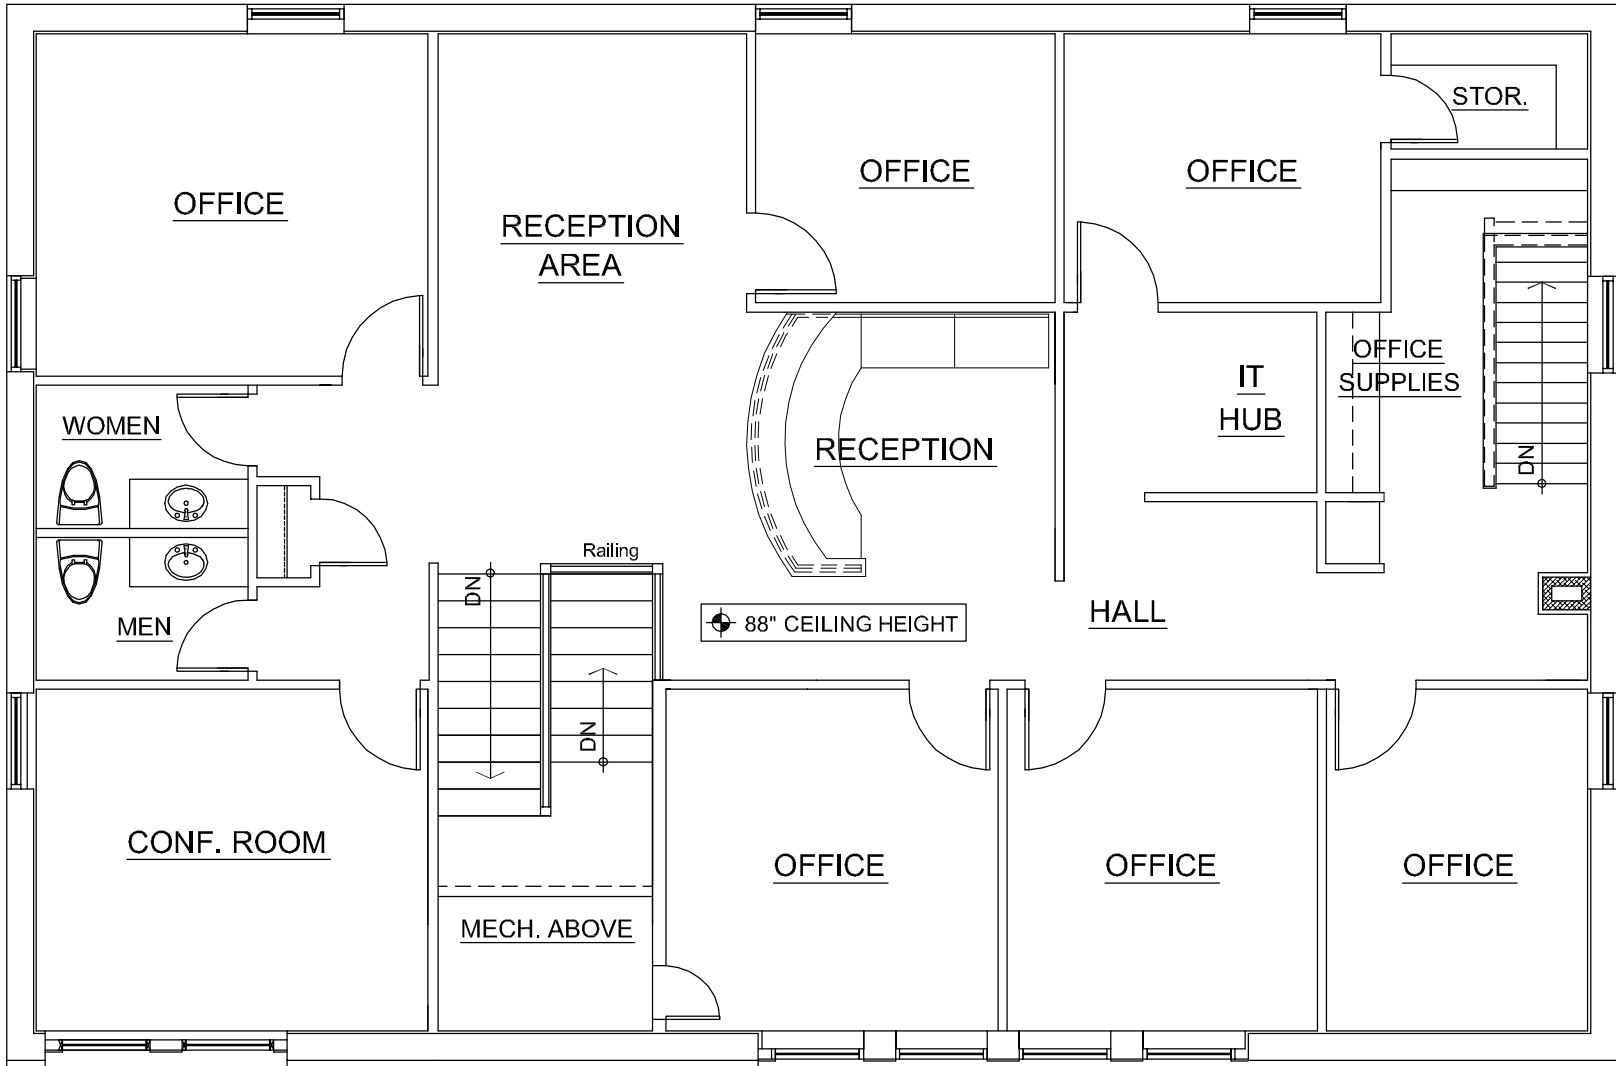 STOR.
OFFICE
OFFICE
OFFICE
RECEPTION
AREA
OFFICE
SUPPLIES
IT
HUB
WOMEN
RECEPTION
DN
Railing
DN
88" CEILING HEIGHT
HALL
MEN
DN
CONF. ROOM
OFFICE
OFFICE
OFFICE
MECH. ABOVE